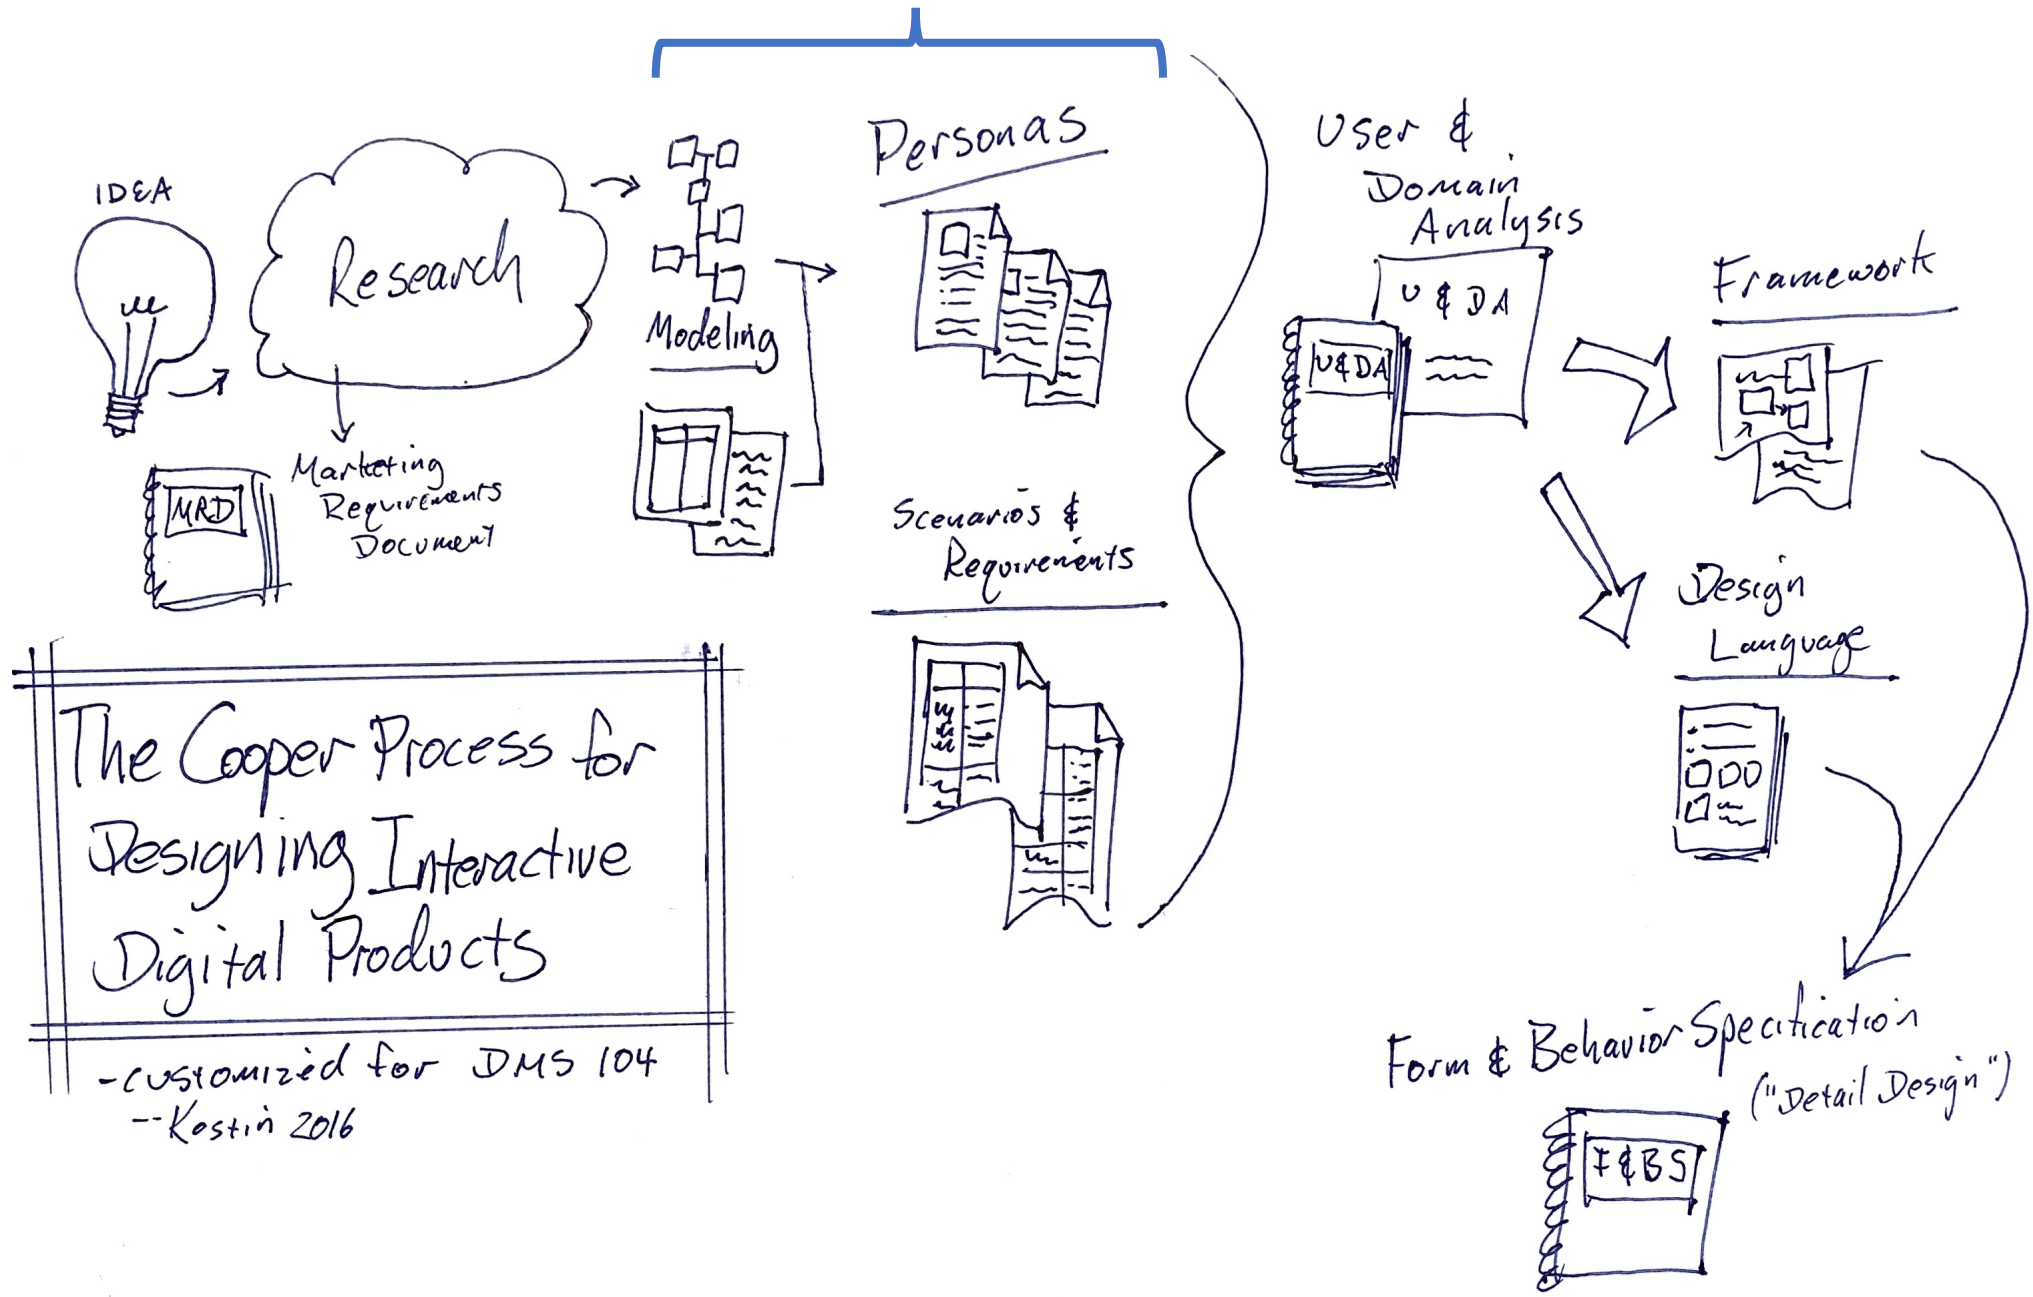 IDEA
Research
MRD
Marketing
Requirements
Document
Modeling
Personas
Scenarios &
Requirements
User &
Domain
Analysis
U & DA
U&DA
Framework
Design
Language
Form & Behavior Specification
("Detail Design")
F&BS
The Cooper Process for
Designing Interactive
Digital Products
-customized for DMS 104
--Kostin 2016